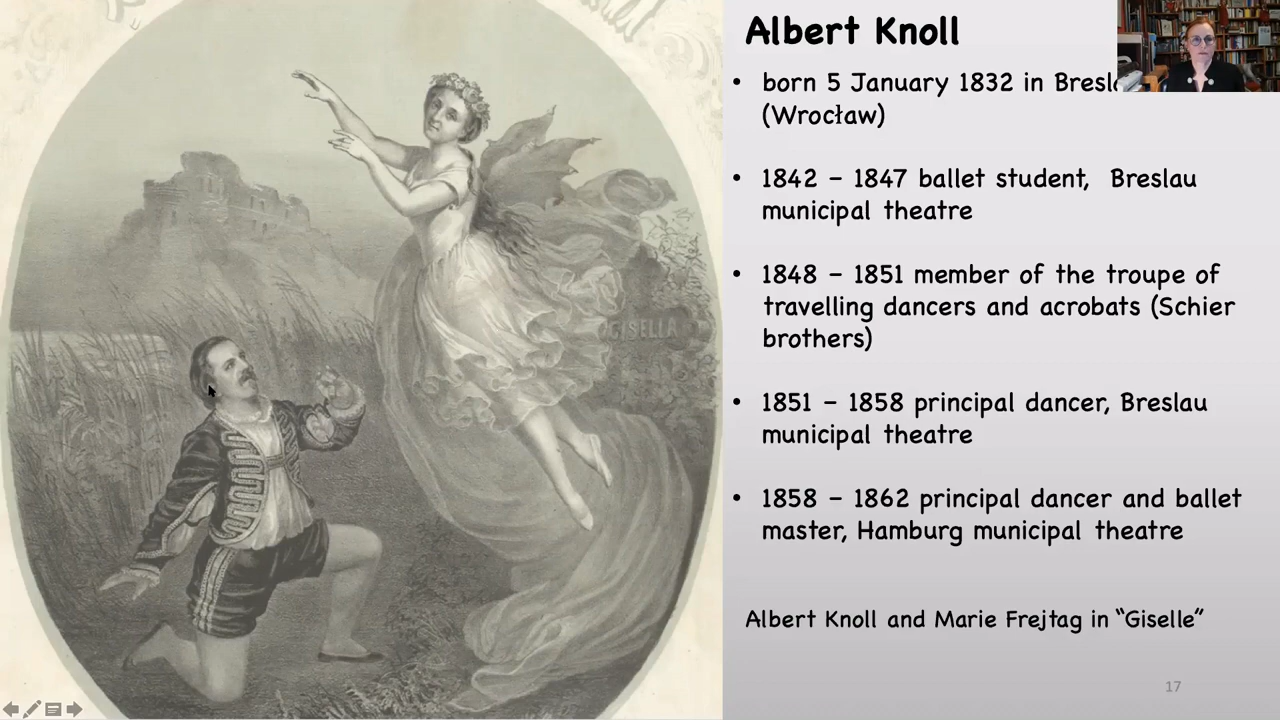 Albert Knoll
• born 5 January 1832 in
(Wrocław)
• 1842 – 1847 ballet student, Breslau
municipal theatre
• 1848 – 1851 member of the troupe of
travelling dancers and acrobats (Schier
brothers)
• 1851 – 1858 principal dancer, Breslau
municipal theatre
• 1858 – 1862 principal dancer and ballet
master, Hamburg municipal theatre
Albert Knoll and Marie Frejtag in “Giselle”
17
GISELLA